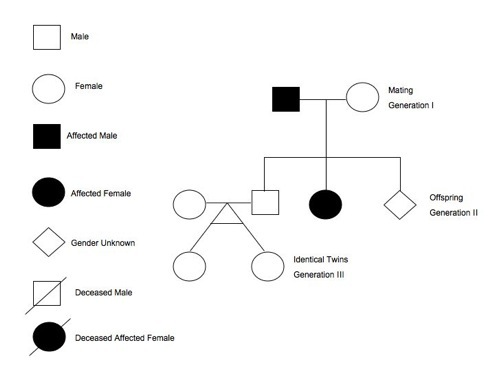 Male
Female
Affected Male
Affected Female
Gender Unknown
Deceased Male
Deceased Affected Female
Mating
Generation I
Offspring
Generation II
Identical Twins
Generation III